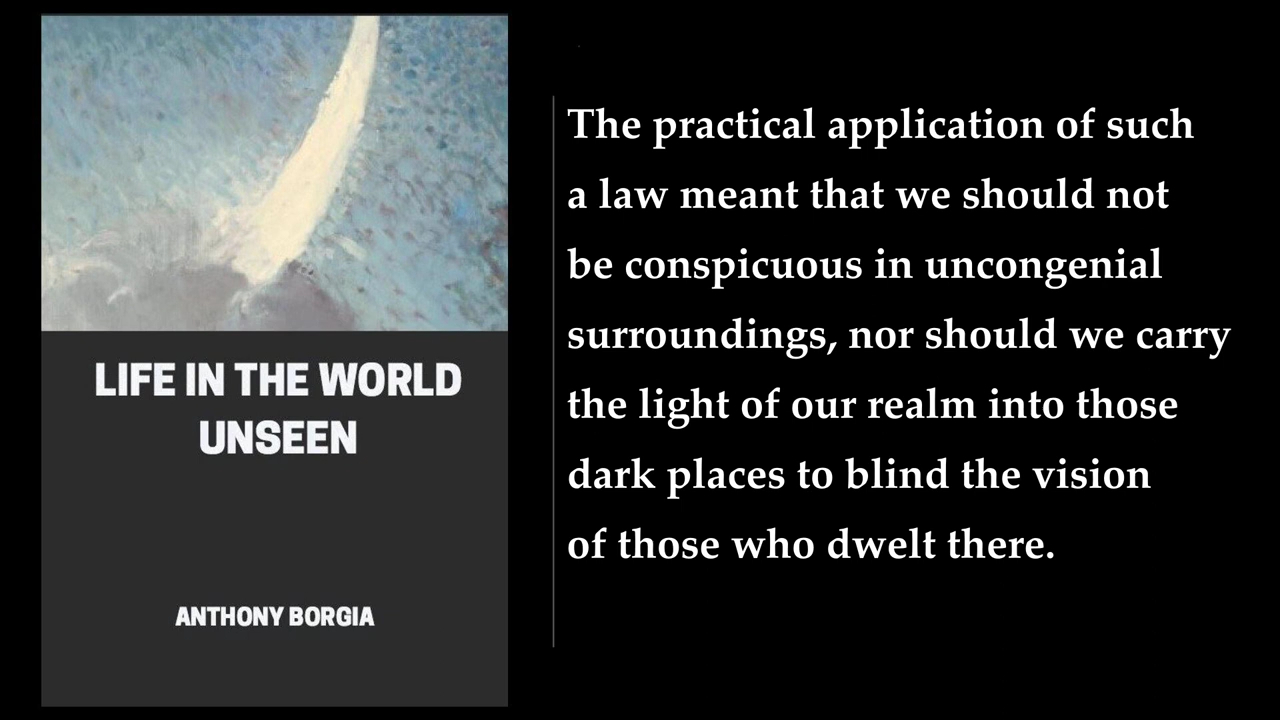 LIFE IN THE WORLD
UNSEEN
ANTHONY BORGIA
The practical application of such
a law meant that we should not
be conspicuous in uncongenial
surroundings, nor should we carry
the light of our realm into those
dark places to blind the vision
of those who dwelt there.